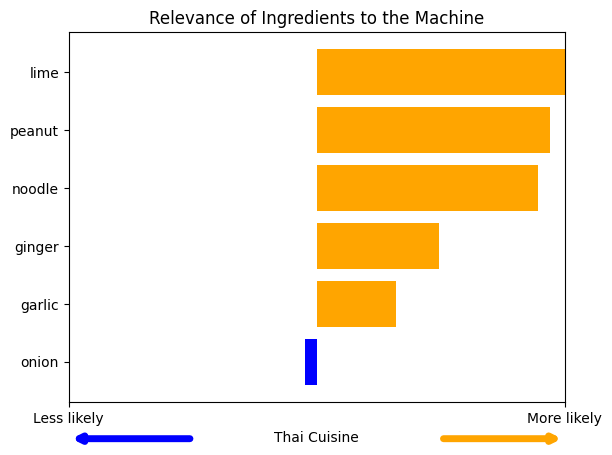 Relevance of Ingredients to the Machine
lime
peanut
noodle
ginger
garlic
onion
Less likely
More likely
Thai Cuisine